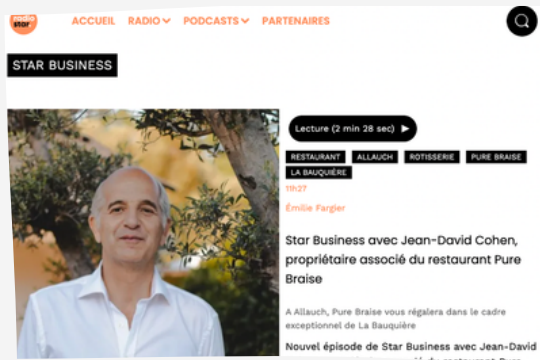 radio
star
ACCUEIL RADIO PODCASTS PARTENAIRES
STAR BUSINESS
Lecture (2 min 28 sec)
RESTAURANT ALLAUCH ROTISSERIE PURE BRAISE
LA BAUQUIÈRE
11h27
Émilie Fargier
Star Business avec Jean-David Cohen,
propriétaire associé du restaurant Pure
Braise
A Allauch, Pure Braise vous régalera dans le cadre
exceptionnel de La Bauquière
Nouvel épisode de Star Business avec Jean-David